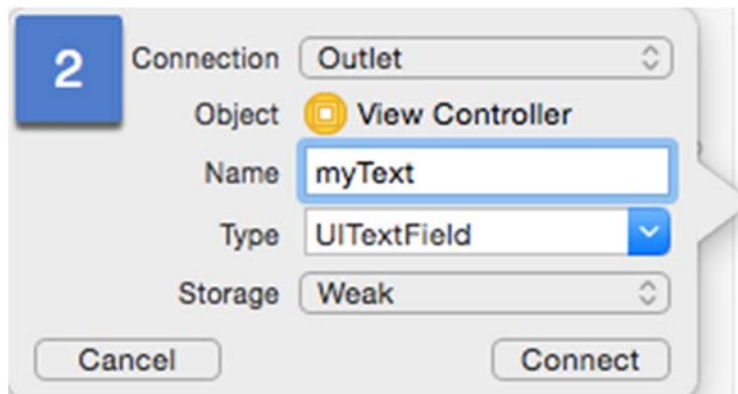 2
Connection Outlet
Object View Controller
Name myText
Type UITextField
Storage Weak
Cancel Connect